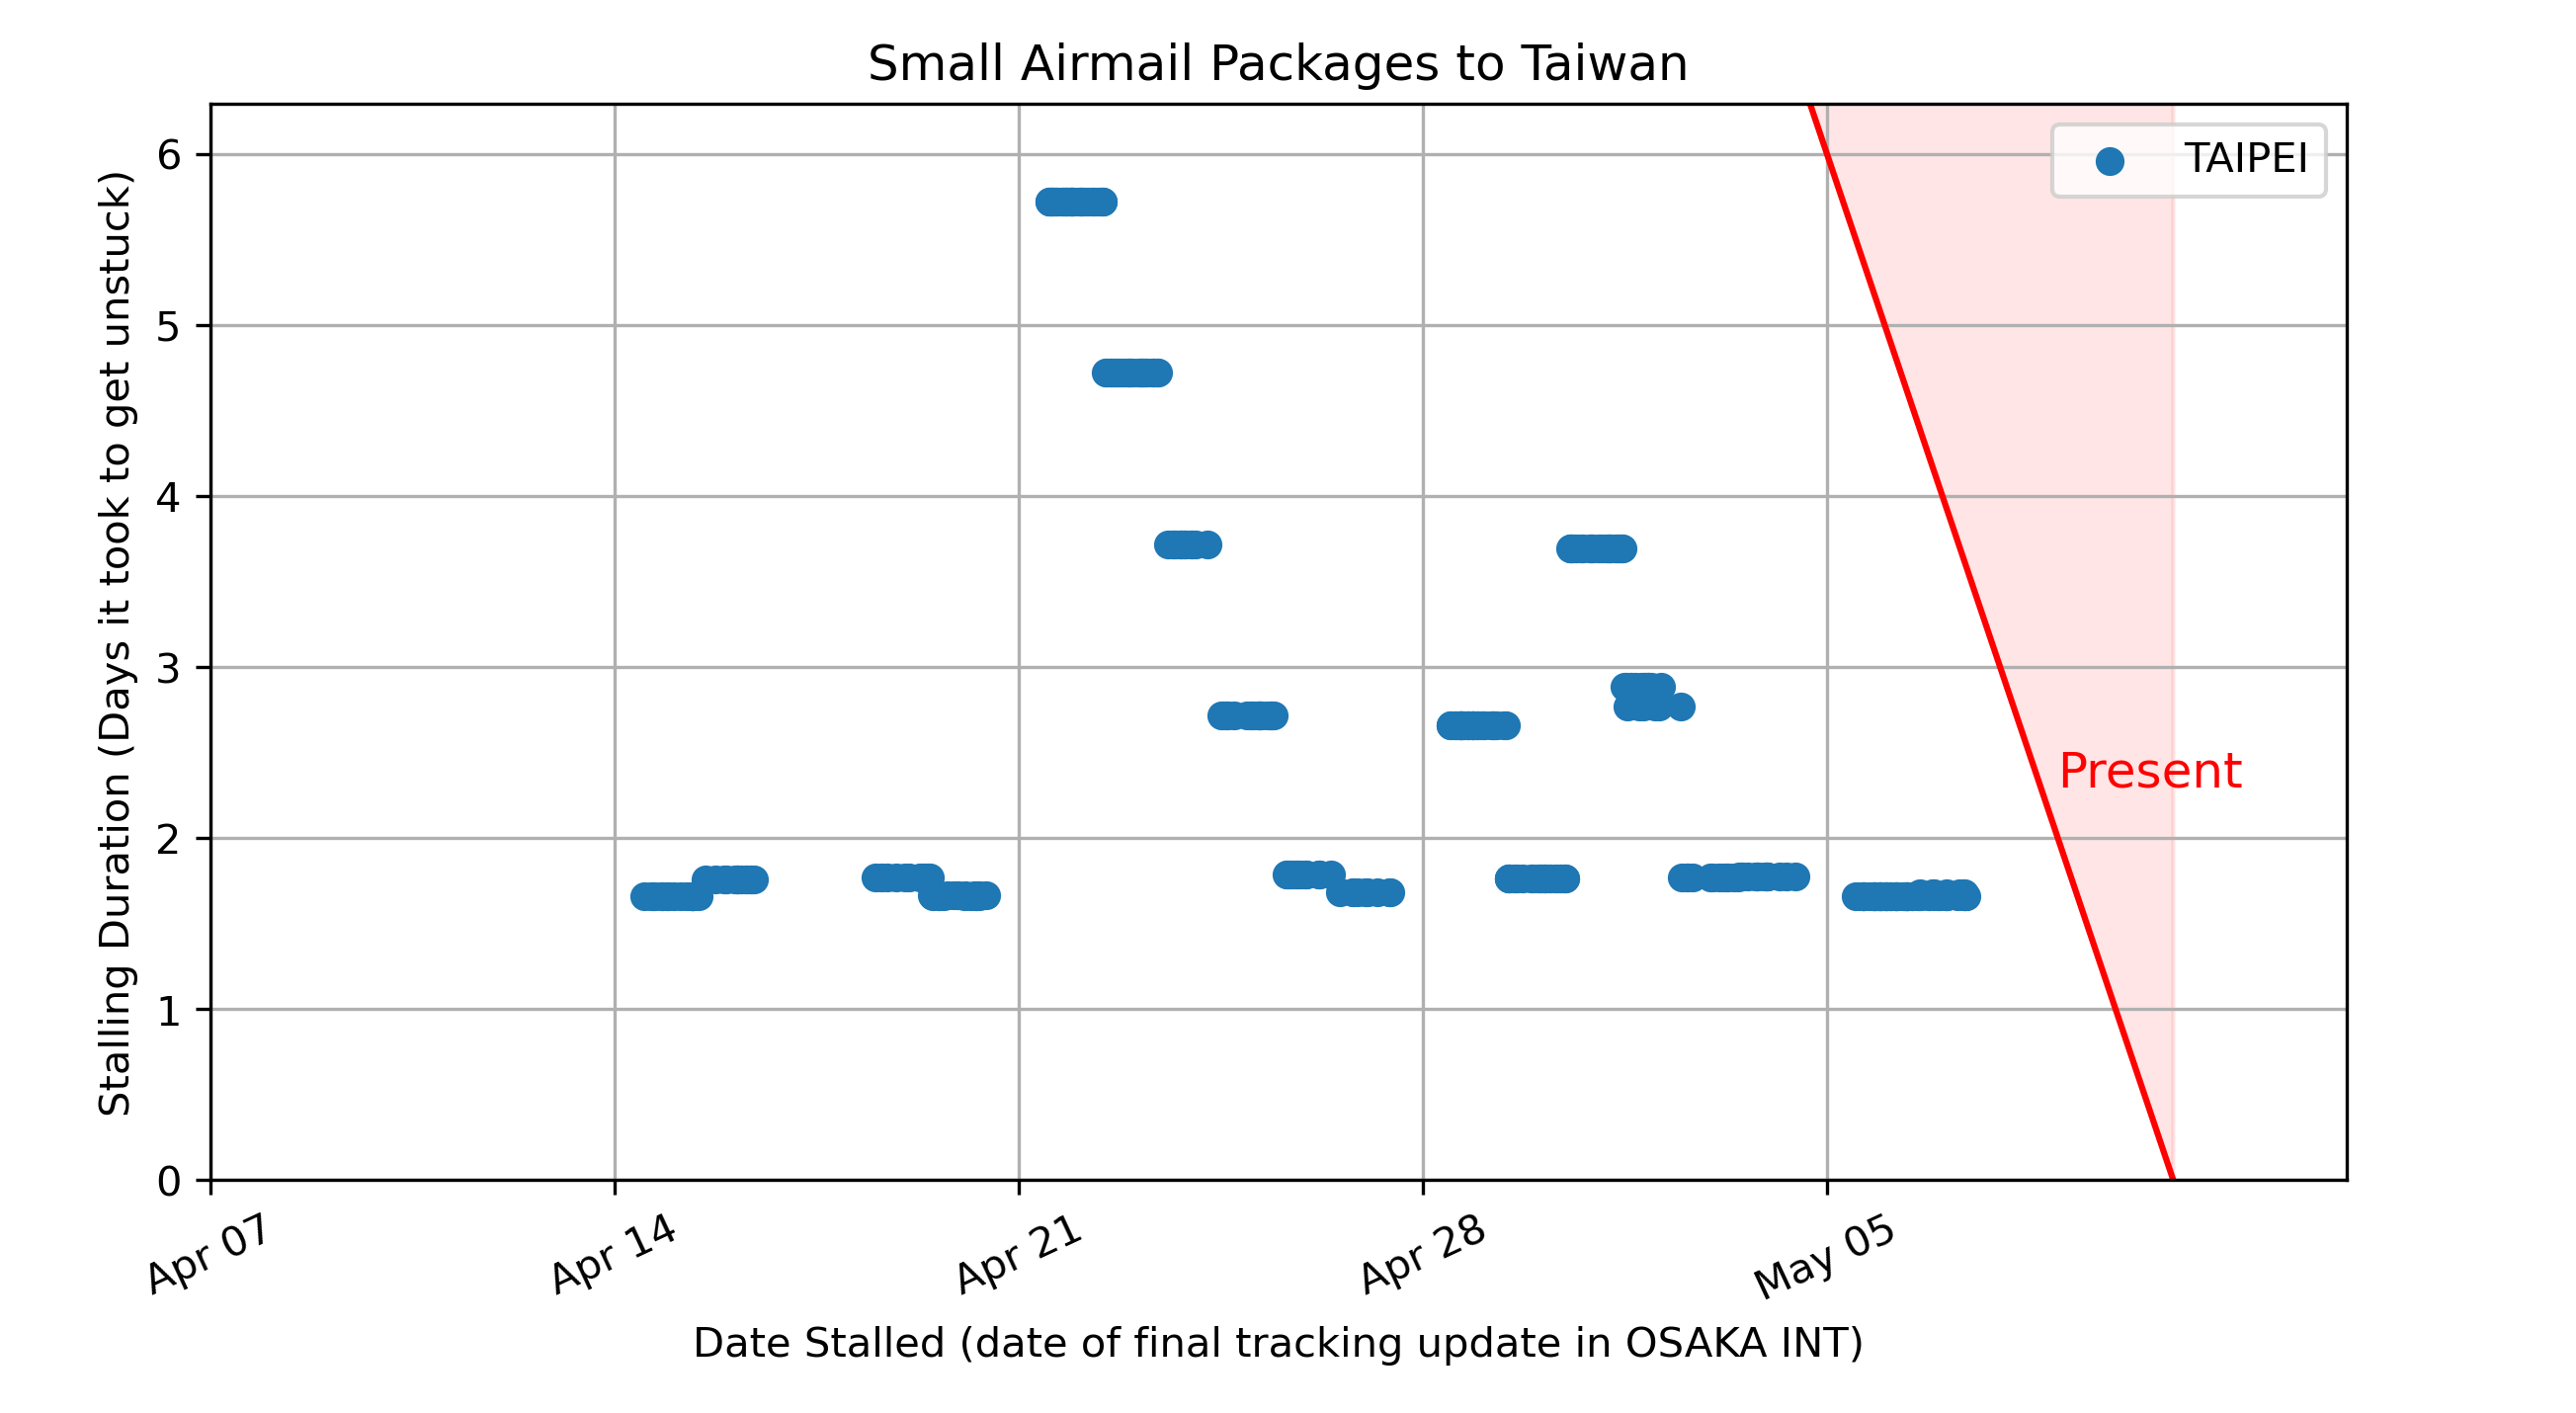 Small Airmail Packages to Taiwan
TAIPEI
Stalling Duration (Days it took to get unstuck)
6
5
4
3
2
1
0
Present
Apr 07
Apr 14
Apr 21
Apr 28
May 05
Date Stalled (date of final tracking update in OSAKA INT)